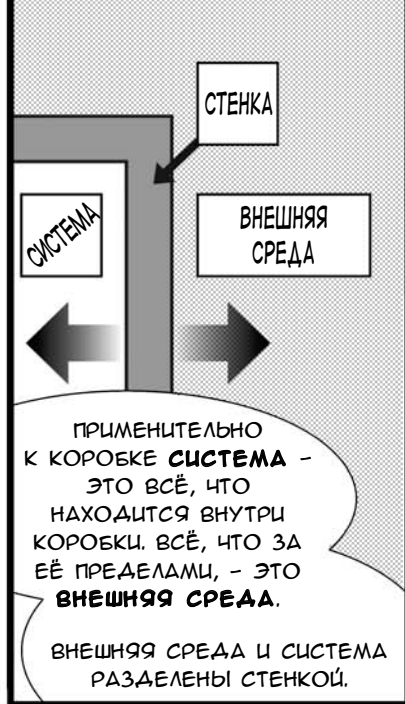 СТЕНКА
СИСТЕМА
ВНЕШНЯЯ
СРЕДА
ПРИМЕНИТЕЛЬНО
К КОРОБКЕ СИСТЕМА –
ЭТО ВСЁ, ЧТО
НАХОДИТСЯ ВНУТРИ
КОРОБКИ. ВСЁ, ЧТО ЗА
ЕЁ ПРЕДЕЛАМИ, – ЭТО
ВНЕШНЯЯ СРЕДА.
ВНЕШНЯЯ СРЕДА И СИСТЕМА
РАЗДЕЛЕНЫ СТЕНКОЙ.